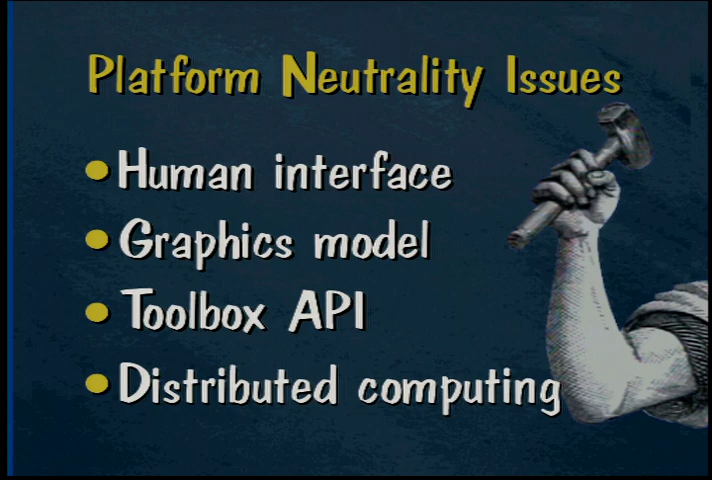 Platform Neutrality Issues
• Human interface
• Graphics model
• Toolbox API
• Distributed computing